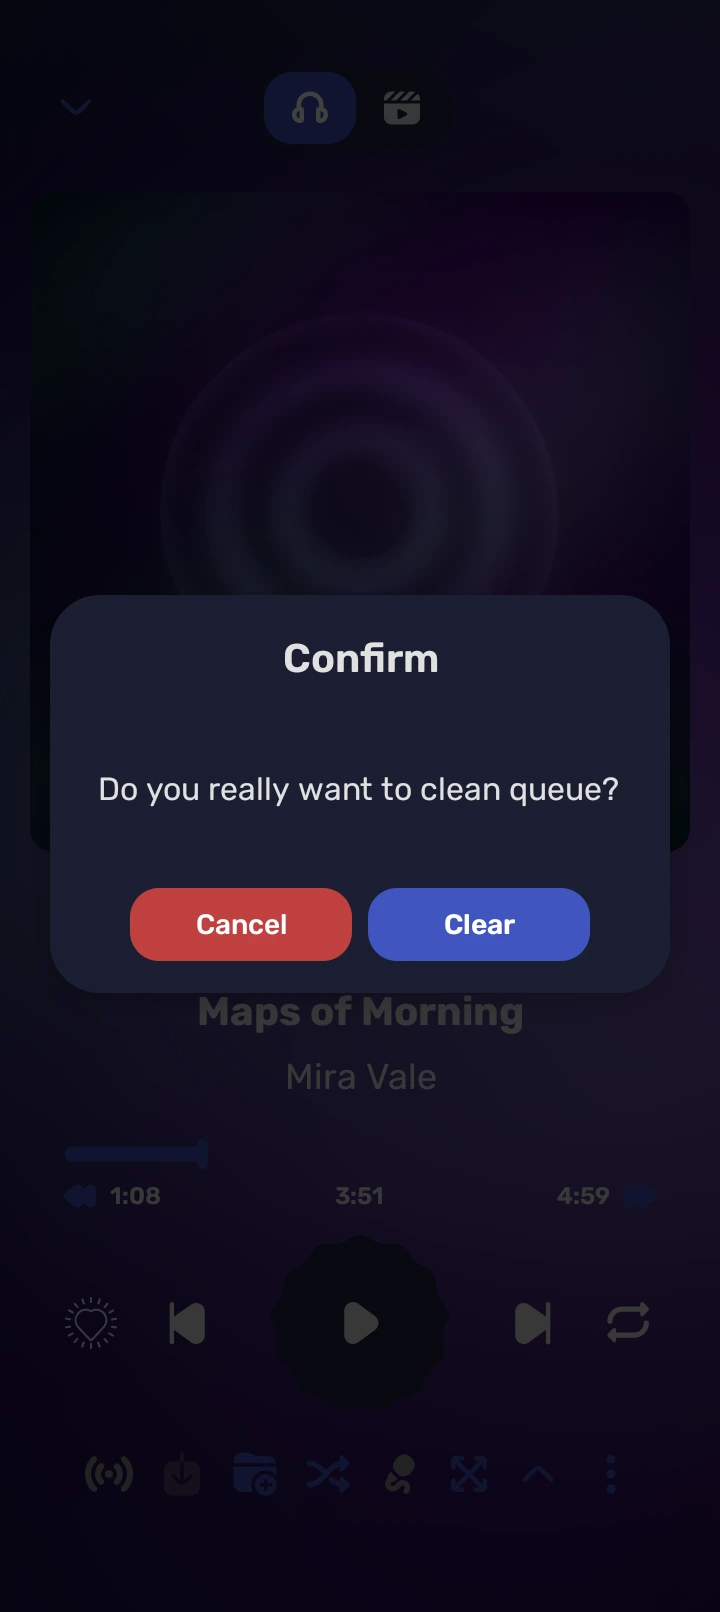 Confirm
Do you really want to clean queue?
Cancel
Clear
Maps of Morning
Mira Vale
1:08
3:51
4:59